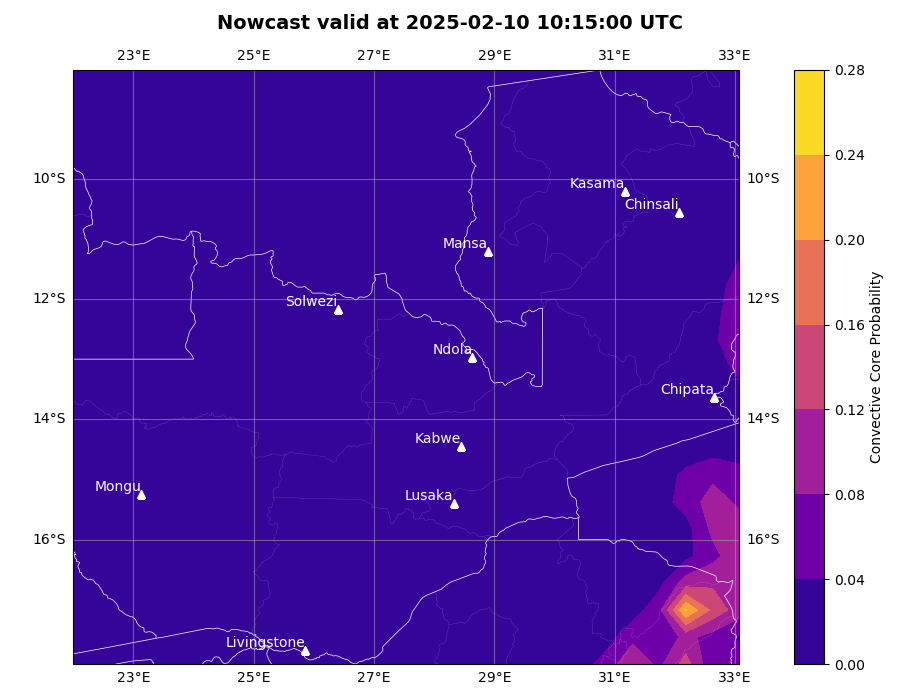 Nowcast valid at 2025-02-10 10:15:00 UTC
23°E 25°E 27°E 29°E 31°E 33°E
0.28
0.24
10°S 10°S
Kasama
Chinsali
0.20
Mansa
12°S 12°S
Solwezi
0.16
Ndola
Chipata
0.12
14°S 14°S
Kabwe
Mongu
Lusaka
0.08
16°S 16°S
0.04
Livingstone
0.00
23°E 25°E 27°E 29°E 31°E 33°E
Convective Core Probability